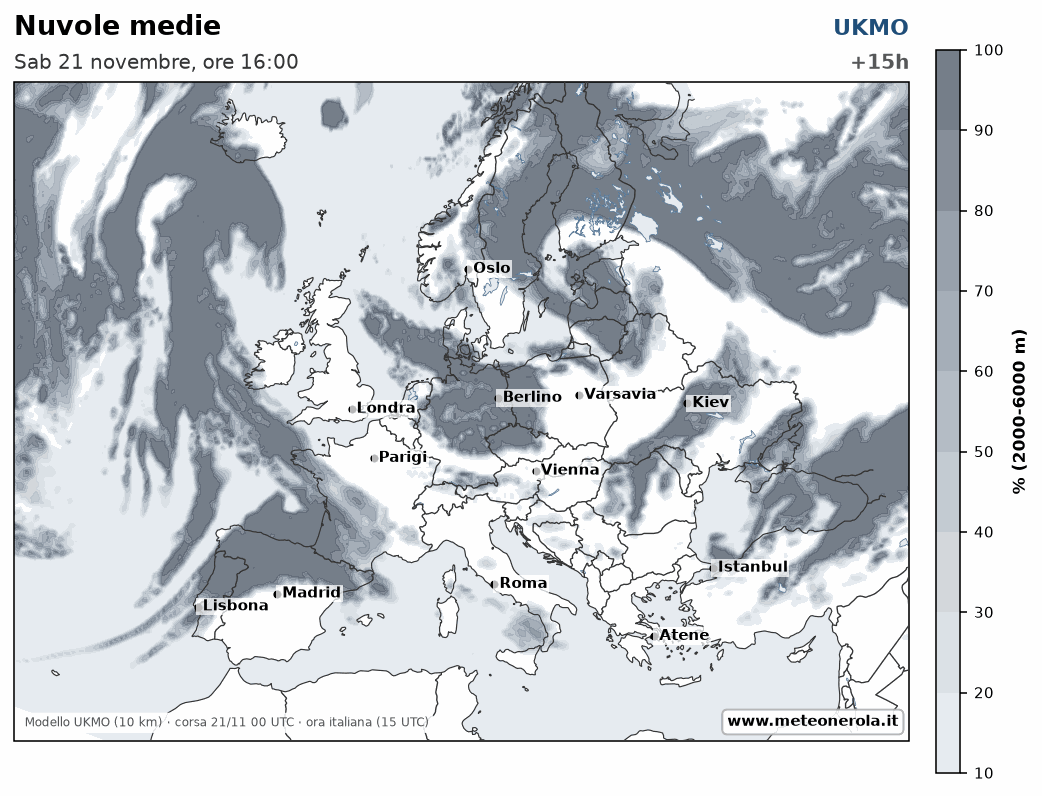 Nuvole medie
UKMO
Sab 21 novembre, ore 16:00
+15h
100
90
80
70
60
50
40
30
20
10
% (2000-6000 m)
Oslo
Berlino
Varsavia
Kiev
Londra
Parigi
Vienna
Istanbul
Roma
Madrid
Lisbona
Atene
Modello UKMO (10 km) · corsa 21/11 00 UTC · ora italiana (15 UTC)
www.meteonerola.it